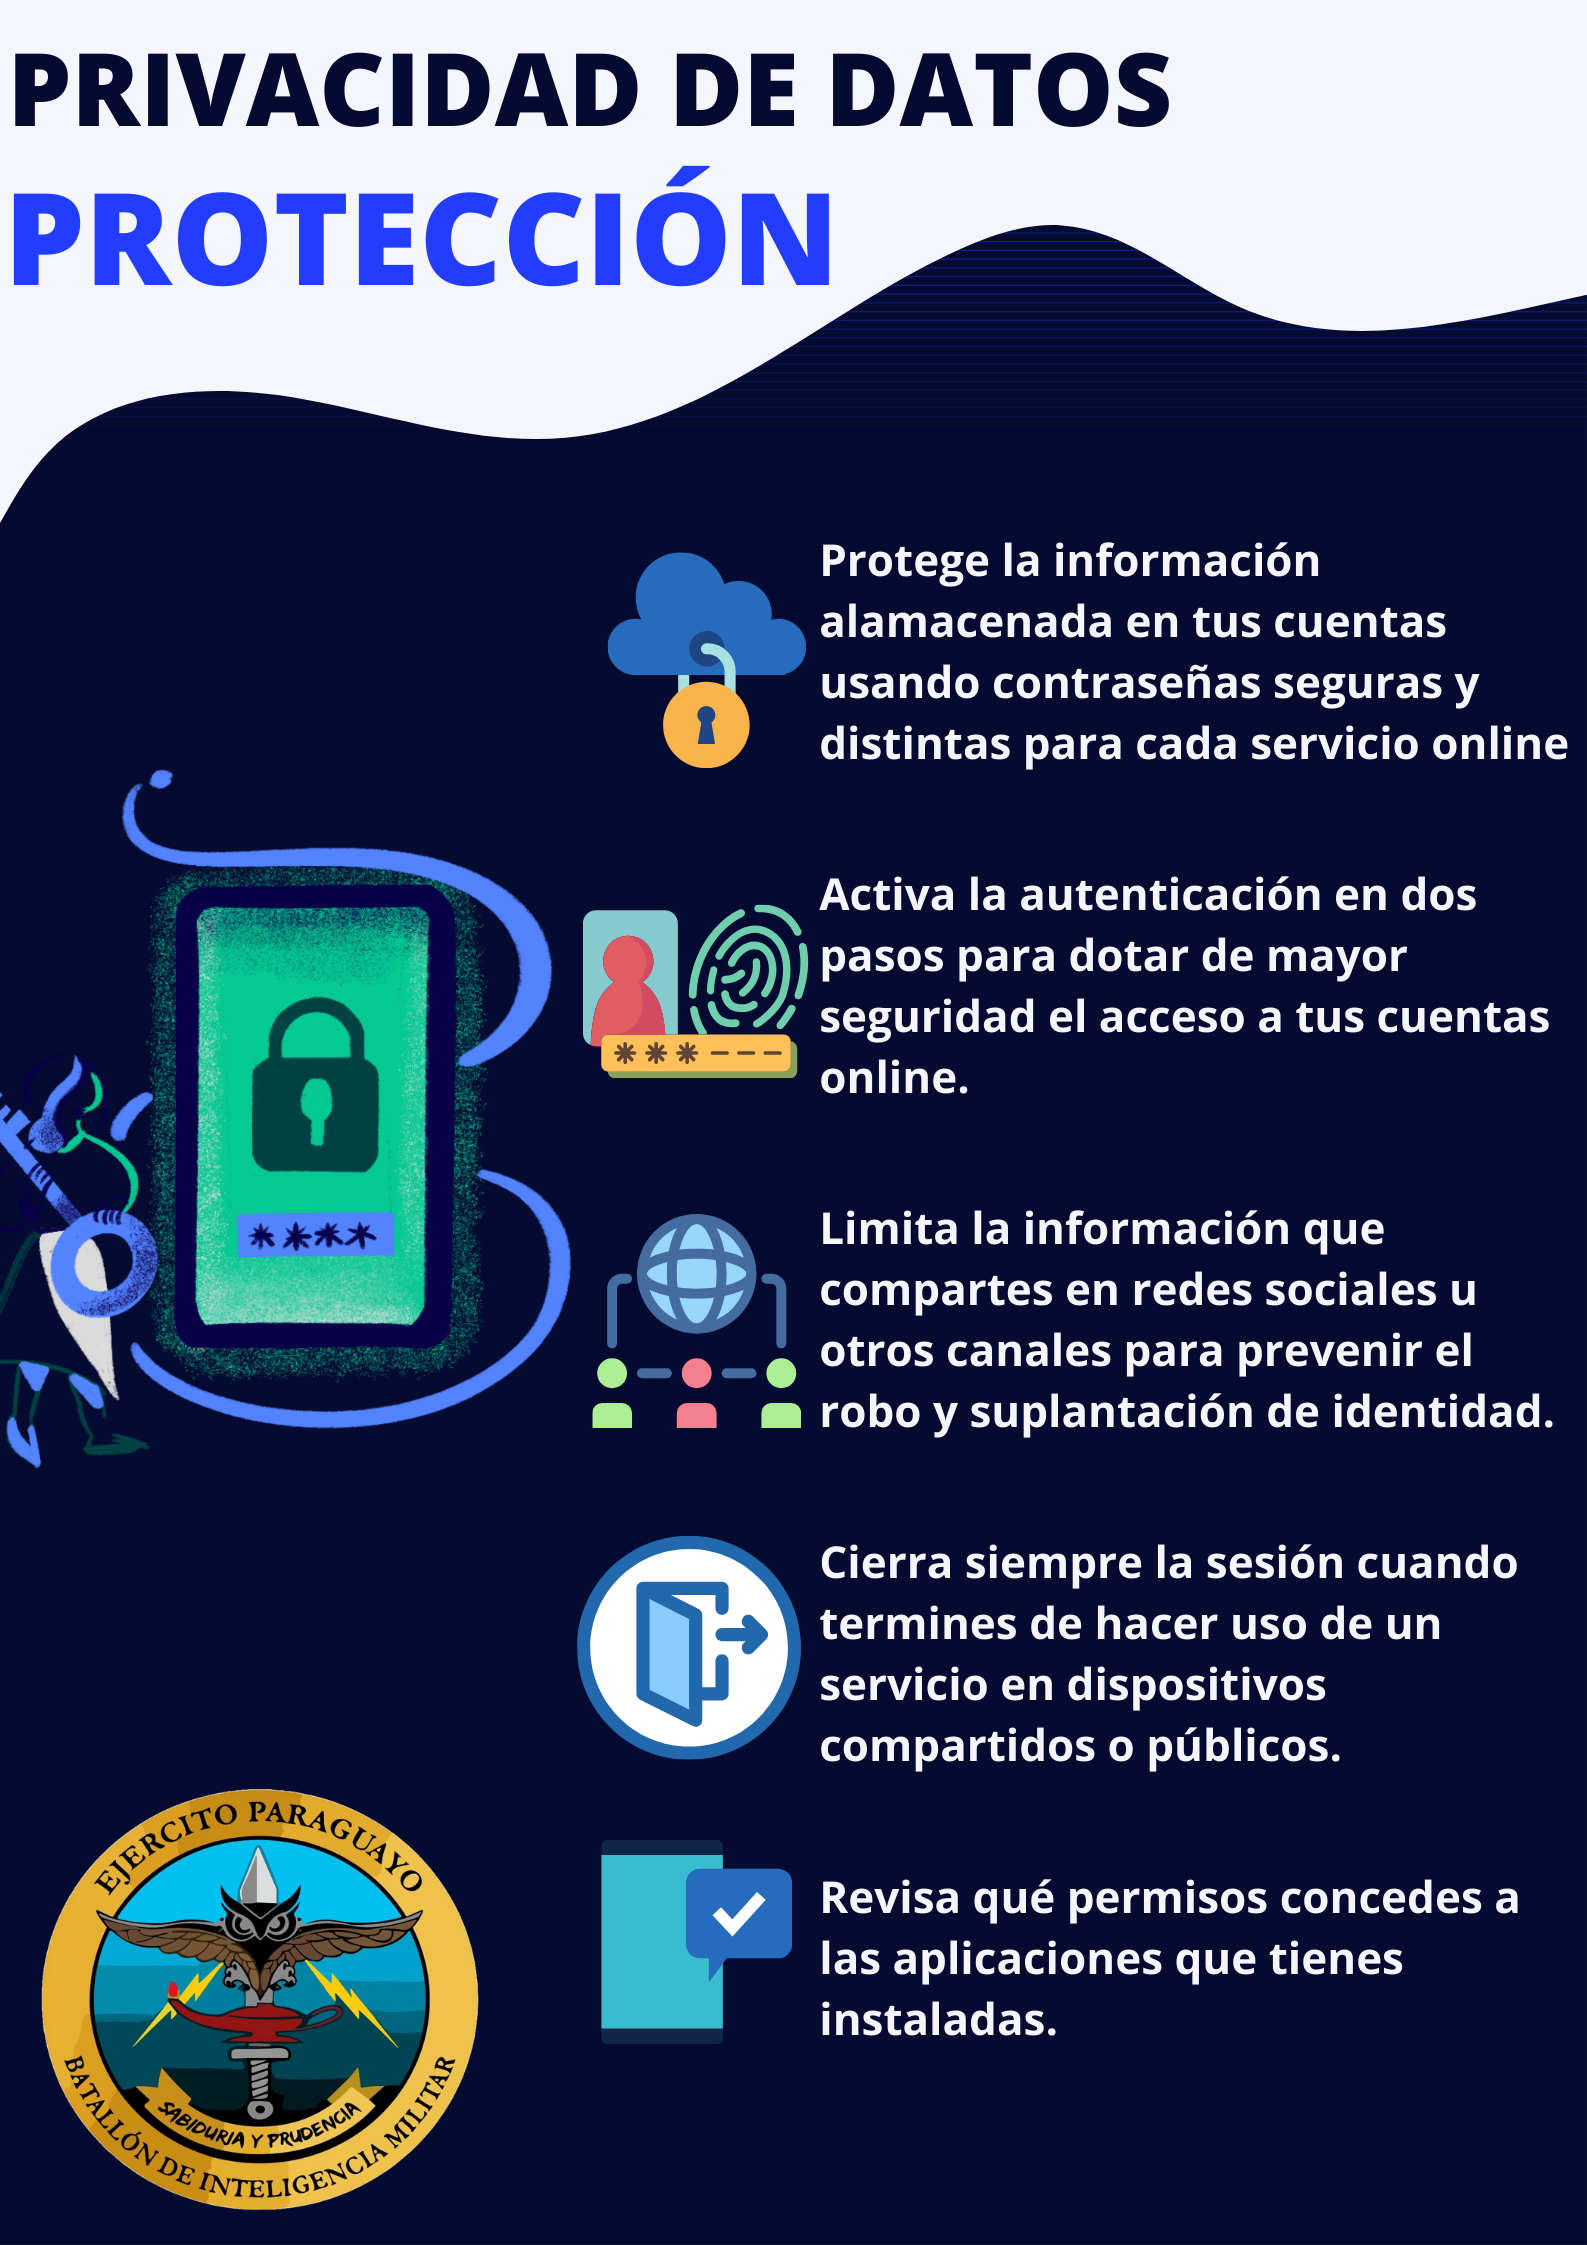 PRIVACIDAD DE DATOS
PROTECCIÓN
Protege la información
alamacenada en tus cuentas
usando contraseñas seguras y
distintas para cada servicio online
Activa la autenticación en dos
pasos para dotar de mayor
seguridad el acceso a tus cuentas
online.
Limita la información que
compartes en redes sociales u
otros canales para prevenir el
robo y suplantación de identidad.
Cierra siempre la sesión cuando
termines de hacer uso de un
servicio en dispositivos
compartidos o públicos.
Revisa qué permisos concedes a
las aplicaciones que tienes
instaladas.
EJERCITO PARAGUAYO
SABIDURIA Y PRUDENCIA
BATALLÓN DE INTELIGENCIA MILITAR